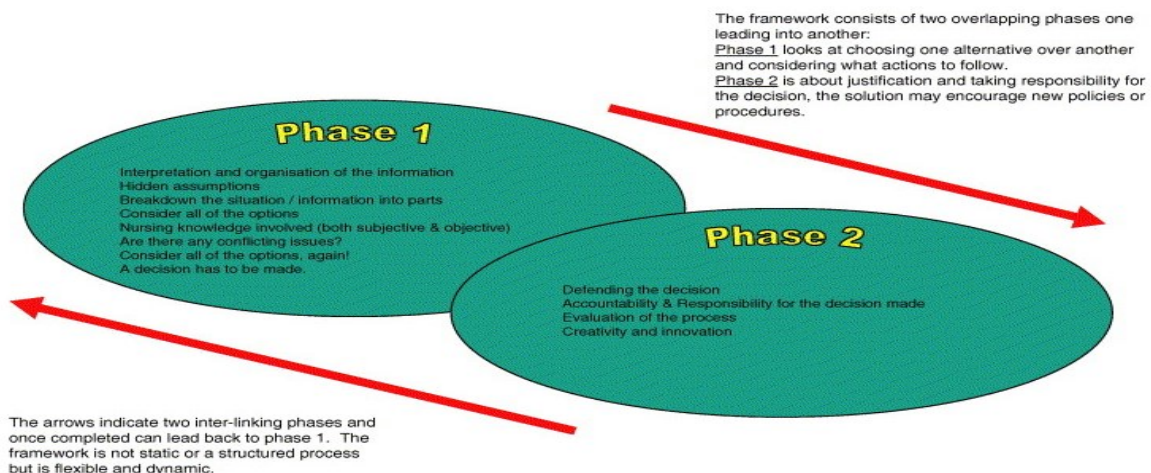 The framework consists of two overlapping phases one
leading into another:
Phase 1 looks at choosing one alternative over another
and considering what actions to follow.
Phase 2 is about justification and taking responsibility for
the decision, the solution may encourage new policies or
procedures.
Phase 1
Interpretation and organisation of the information
Hidden assumptions
Breakdown the situation / information into parts
Consider all of the options
Nursing knowledge involved (both subjective & objective)
Are there any conflicting issues?
Consider all of the options, again!
A decision has to be made.
Phase 2
Defending the decision
Accountability & Responsibility for the decision made
Evaluation of the process
Creativity and innovation
The arrows indicate two inter-linking phases and
once completed can lead back to phase 1. The
framework is not static or a structured process
but is flexible and dynamic.